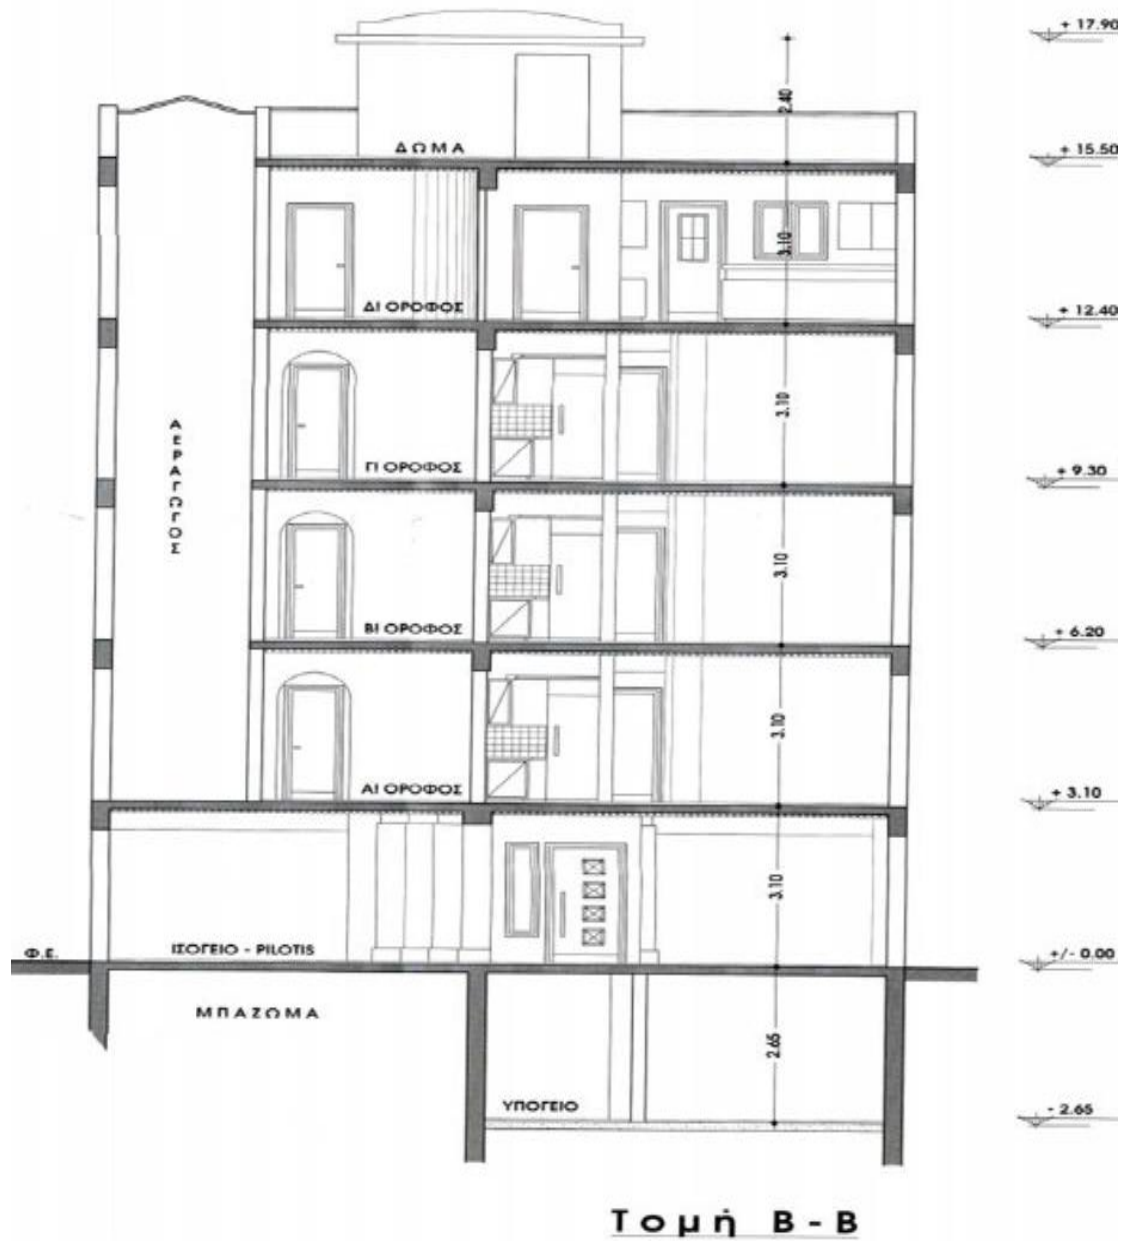 + 17.90
2.40
ΔΩΜΑ
+ 15.50
3.10
ΔΙ ΟΡΟΦΟΣ
+ 12.40
3.10
ΑΕΡΑΓΩΓΟΣ
ΓΙ ΟΡΟΦΟΣ
+ 9.30
3.10
ΒΙ ΟΡΟΦΟΣ
+ 6.20
3.10
ΑΙ ΟΡΟΦΟΣ
+ 3.10
3.10
Φ.Ε.
ΙΣΟΓΕΙΟ - PILOTIS
+/- 0.00
ΜΠΑΖΩΜΑ
2.65
ΥΠΟΓΕΙΟ
- 2.65
Τομή Β - Β